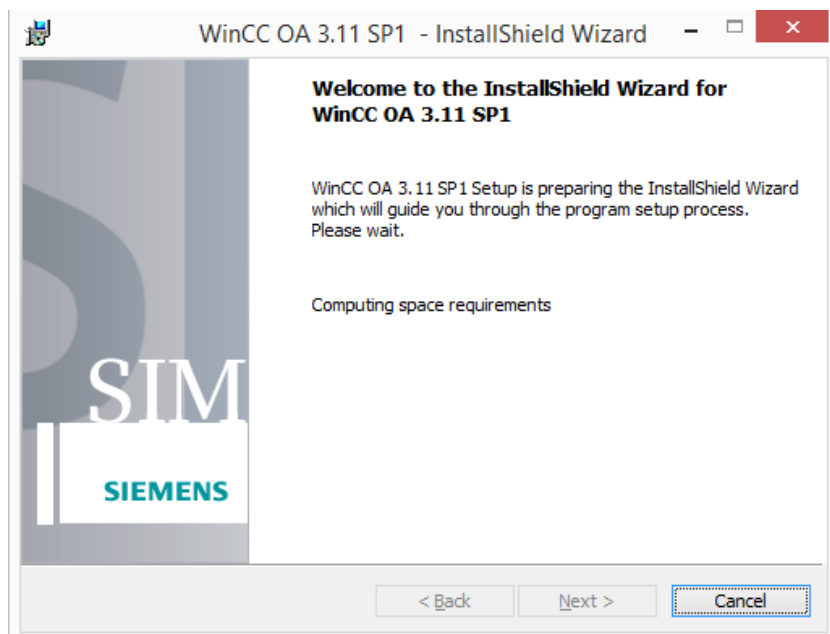 WinCC OA 3.11 SP1 - InstallShield Wizard
Welcome to the InstallShield Wizard for
WinCC OA 3.11 SP1
WinCC OA 3.11 SP1 Setup is preparing the InstallShield Wizard
which will guide you through the program setup process.
Please wait.
Computing space requirements
SIM
SIEMENS
< Back Next > Cancel